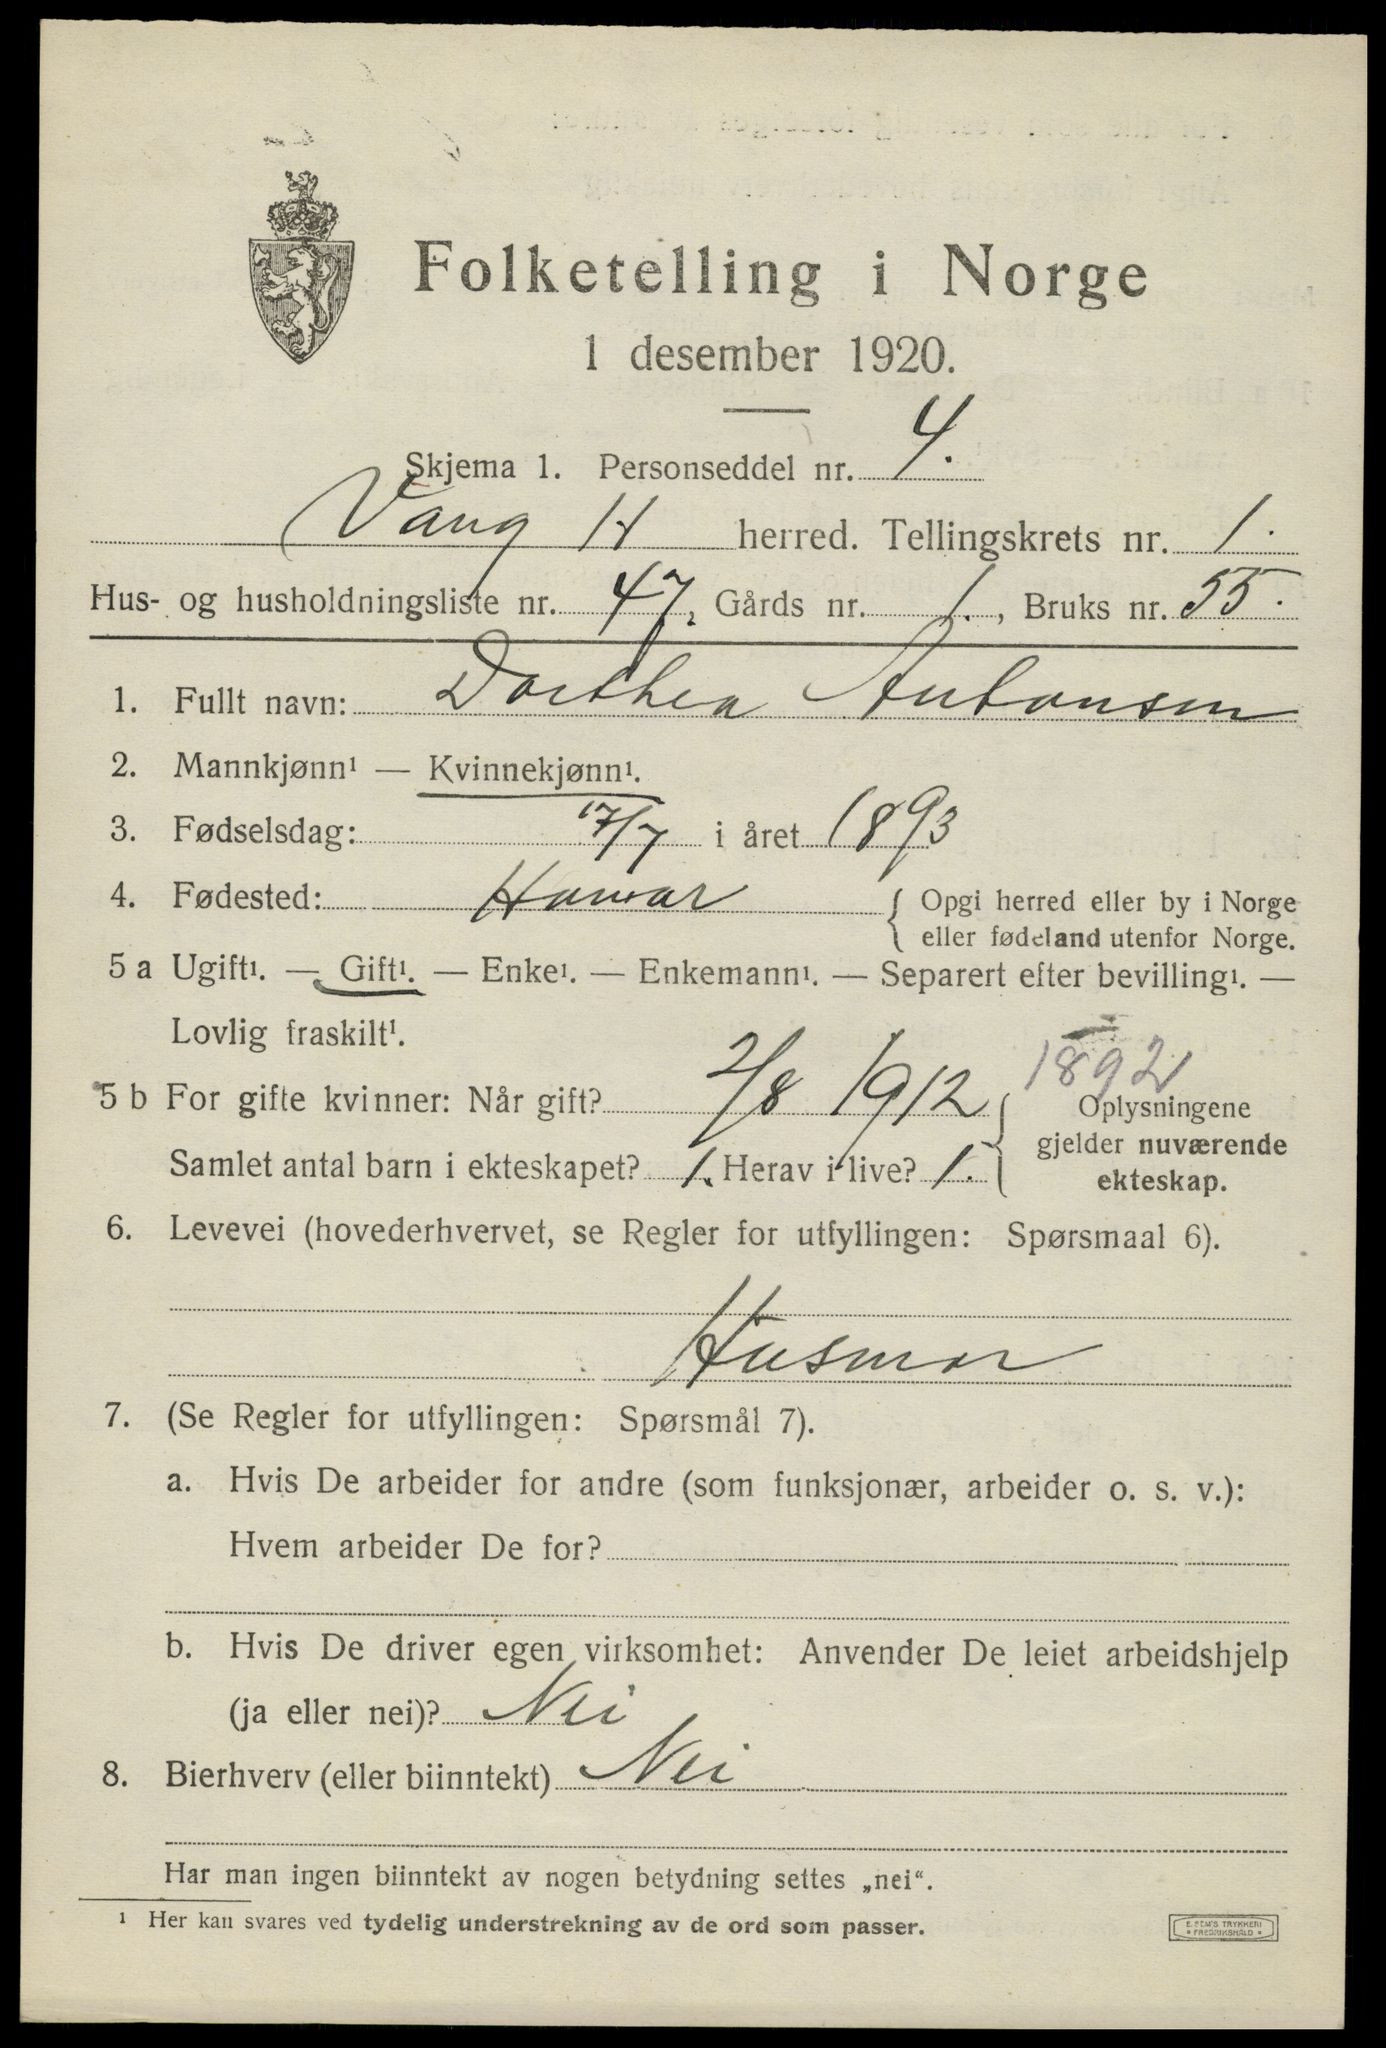 Folketelling i Norge
1 desember 1920.
Skjema 1. Personseddel nr. 4.
Vang H herred. Tellingskrets nr. 1.
Hus- og husholdningsliste nr. 47, Gårds nr. 1., Bruks nr. 55.
1. Fullt navn: Dorthea Antonsen
2. Mannkjønn¹ — Kvinnekjønn¹.
3. Fødselsdag: 17/7 i året 1893
4. Fødested: Hamar { Opgi herred eller by i Norge
eller fødeland utenfor Norge.
5 a Ugift¹. — Gift¹. — Enke¹. — Enkemann¹. — Separert efter bevilling¹. —
Lovlig fraskilt¹.
1892
5 b For gifte kvinner: Når gift? 2/8 1912 { Oplysningene
gjelder nuværende
Samlet antal barn i ekteskapet? 1. Herav i live? 1.
ekteskap.
6. Levevei (hovederhvervet, se Regler for utfyllingen: Spørsmaal 6).
Husmor
7. (Se Regler for utfyllingen: Spørsmål 7).
a. Hvis De arbeider for andre (som funksjonær, arbeider o. s. v.):
Hvem arbeider De for?
b. Hvis De driver egen virksomhet: Anvender De leiet arbeidshjelp
(ja eller nei)? Nei
8. Bierhverv (eller biinntekt) Nei
Har man ingen biinntekt av nogen betydning settes „nei“.
¹ Her kan svares ved tydelig understrekning av de ord som passer.
E. SEM'S TRYKKERI
• FREDRIKSHALD •